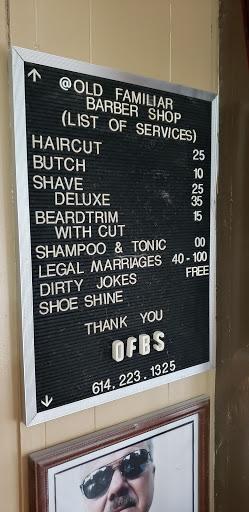 @OLD FAMILIAR
BARBER SHOP
(LIST OF SERVICES)
HAIRCUT 25
BUTCH 10
SHAVE 25
DELUXE 35
BEARDTRIM 15
WITH CUT
SHAMPOO & TONIC 00
LEGAL MARRIAGES 40-100
DIRTY JOKES FREE
SHOE SHINE
THANK YOU
OFBS
614.223.1325